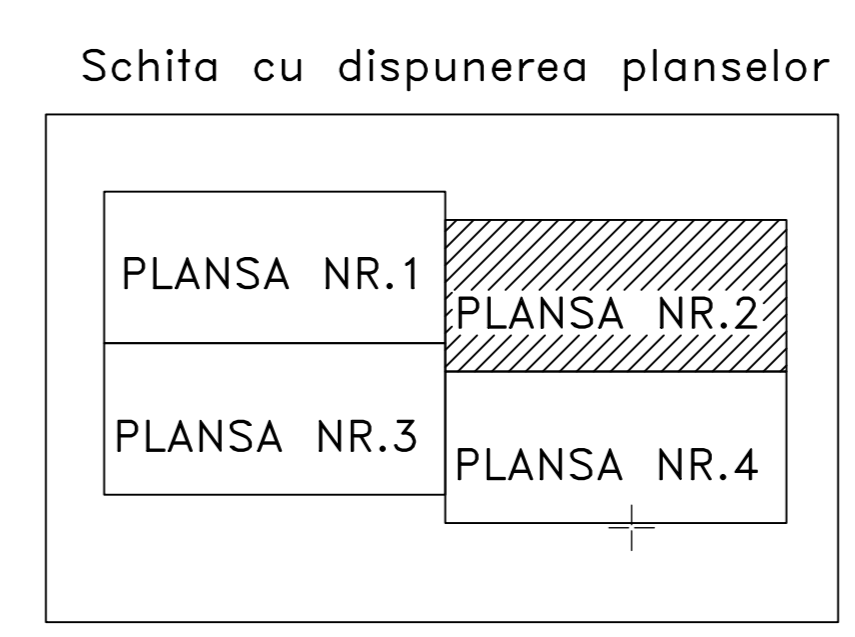 Schita cu dispunerea planselor
PLANSA NR.1
PLANSA NR.2
PLANSA NR.3
PLANSA NR.4